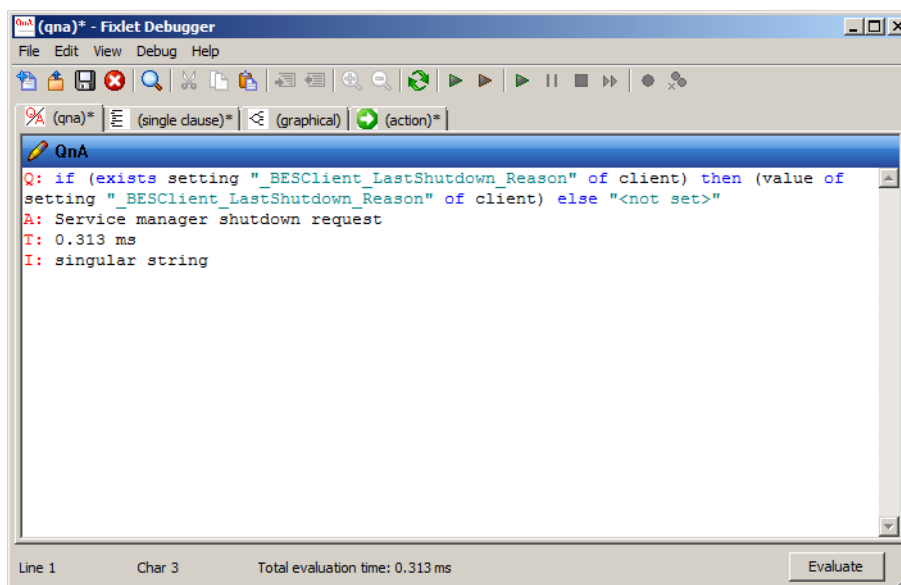 QnA (qna)* - Fixlet Debugger
File Edit View Debug Help
Q/A (qna)* (single clause)* (graphical) (action)*
QnA
Q: if (exists setting "_BESClient_LastShutdown_Reason" of client) then (value of
setting "_BESClient_LastShutdown_Reason" of client) else "<not set>"
A: Service manager shutdown request
T: 0.313 ms
I: singular string
Line 1 Char 3 Total evaluation time: 0.313 ms Evaluate